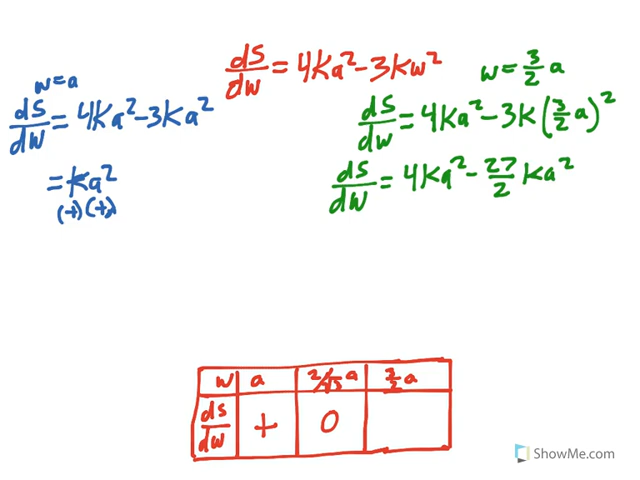 dS/dw = 4Ka² - 3Kw²
w = a
dS/dw = 4Ka² - 3Ka²
= Ka²
(+)(+)
w = 3/2 a
dS/dw = 4Ka² - 3K(3/2 a)²
dS/dw = 4Ka² - 27/2 Ka²
w a 2/√3 a 3/2 a
dS/dw + 0
ShowMe.com